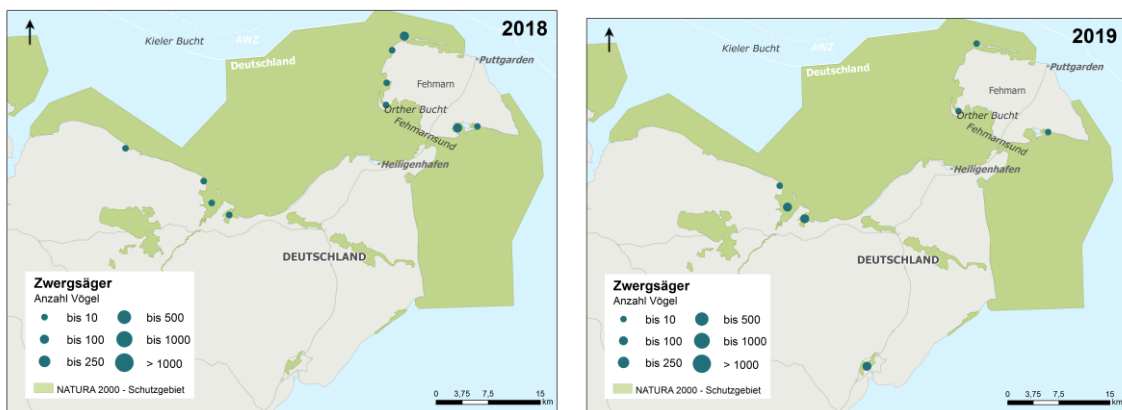 2018
Kieler Bucht
AWZ
Deutschland
Puttgarden
Fehmarn
Orther Bucht
Fehmarnsund
Heiligenhafen
DEUTSCHLAND
Zwergsäger
Anzahl Vögel
bis 10
bis 500
bis 100
bis 1000
bis 250
> 1000
NATURA 2000 - Schutzgebiet
0 3,75 7,5 15
km
2019
Kieler Bucht
AWZ
Deutschland
Puttgarden
Fehmarn
Orther Bucht
Fehmarnsund
Heiligenhafen
DEUTSCHLAND
Zwergsäger
Anzahl Vögel
bis 10
bis 500
bis 100
bis 1000
bis 250
> 1000
NATURA 2000 - Schutzgebiet
0 3,75 7,5 15
km